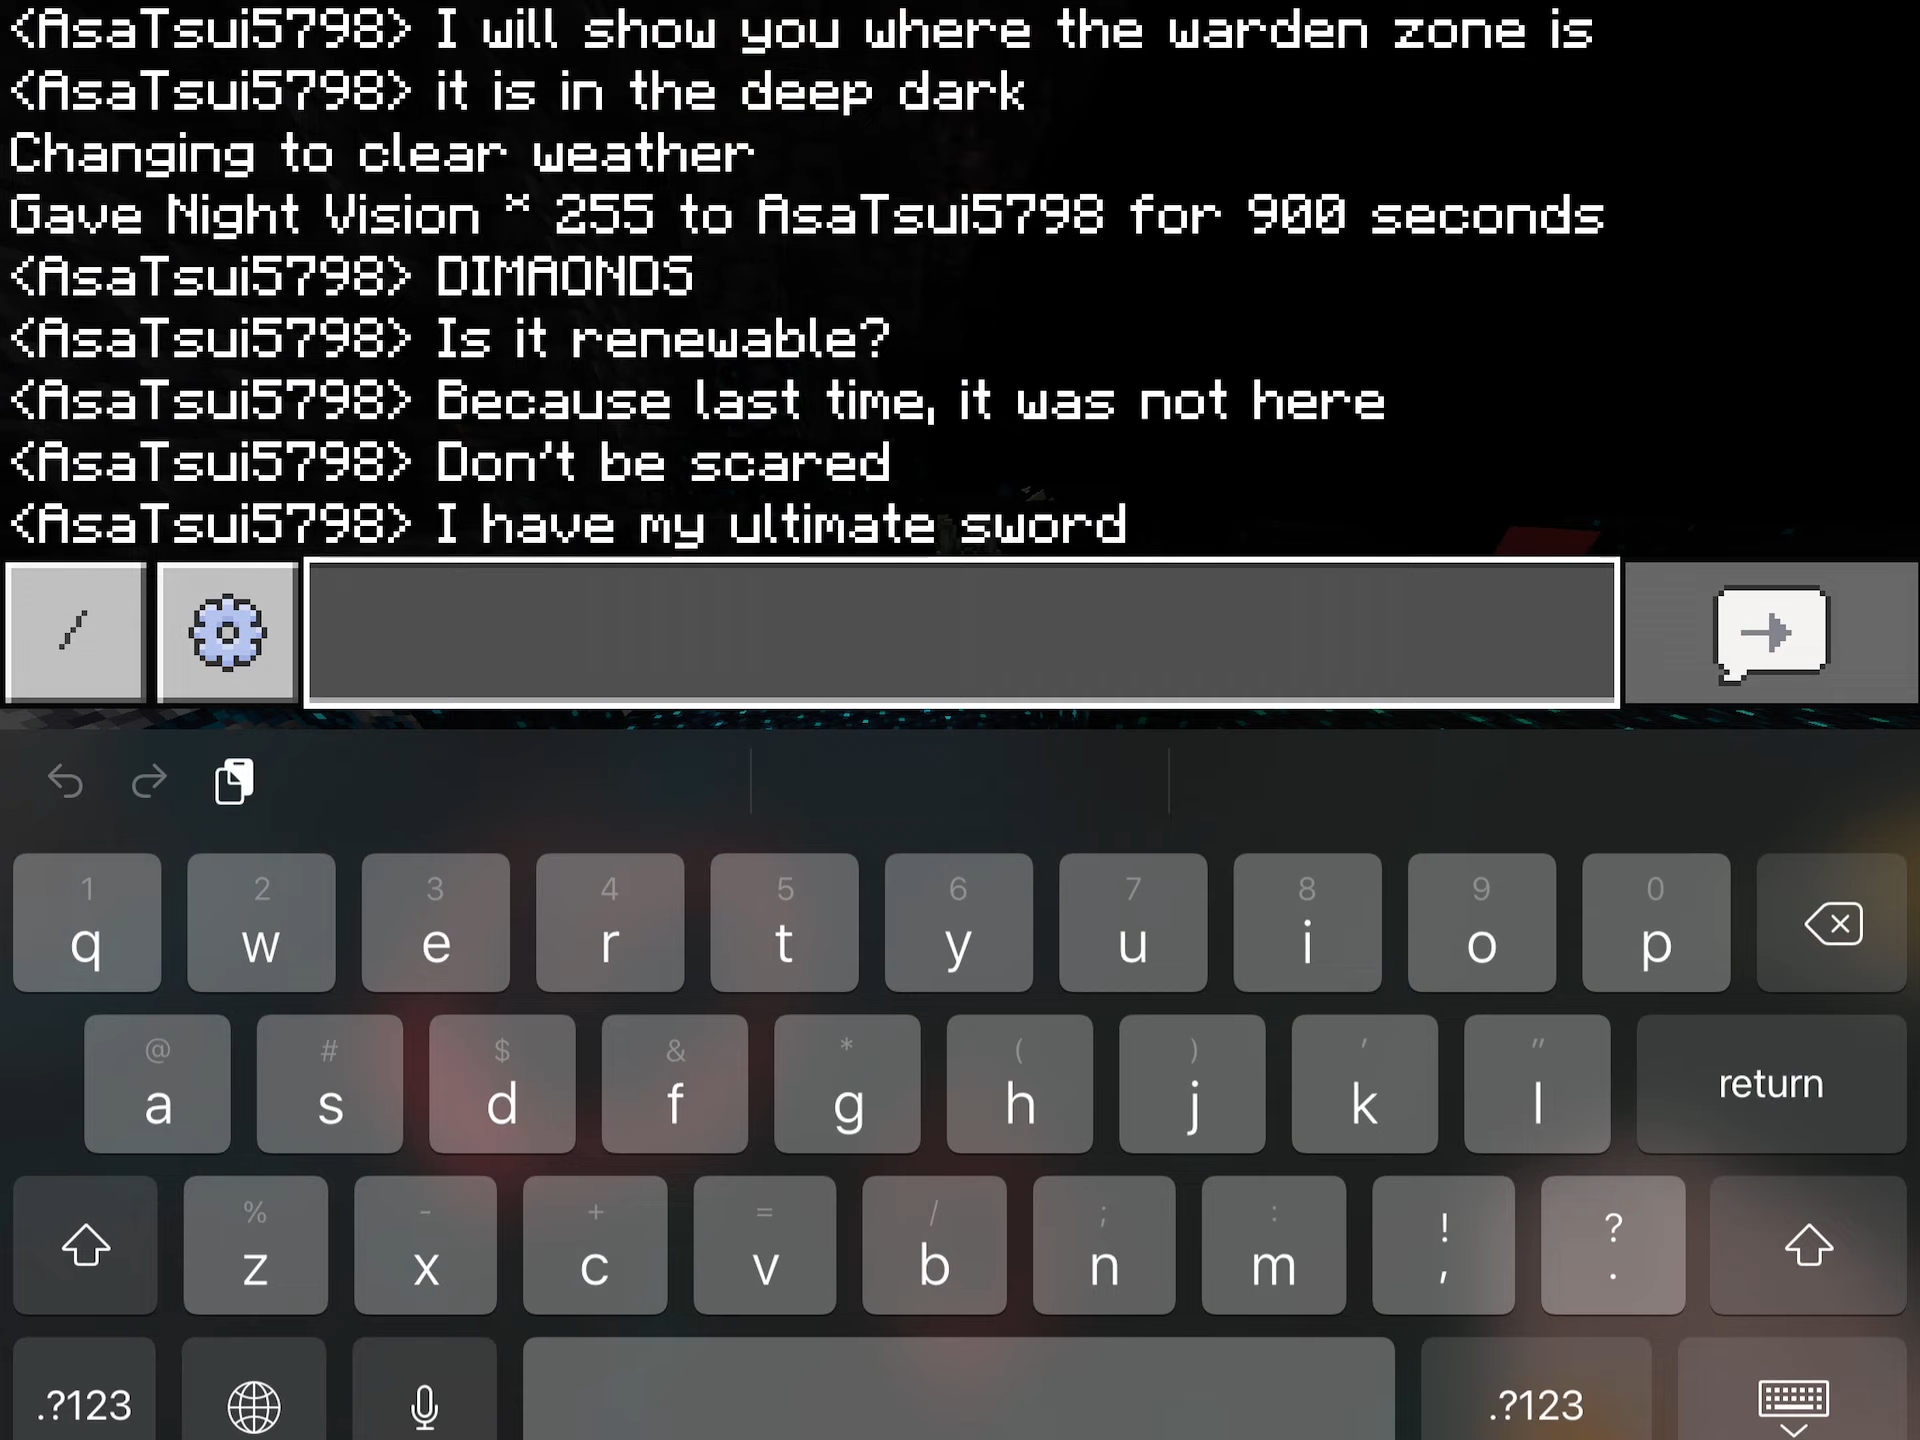 <AsaTsui5798> I will show you where the warden zone is
<AsaTsui5798> it is in the deep dark
Changing to clear weather
Gave Night Vision * 255 to AsaTsui5798 for 900 seconds
<AsaTsui5798> DIMAONDS
<AsaTsui5798> Is it renewable?
<AsaTsui5798> Because last time, it was not here
<AsaTsui5798> Don't be scared
<AsaTsui5798> I have my ultimate sword
/
1 2 3 4 5 6 7 8 9 0
q w e r t y u i o p
@ # $ & * ( ) ' "
a s d f g h j k l return
% - + = / ; : ! ?
z x c v b n m , .
.?123 .?123